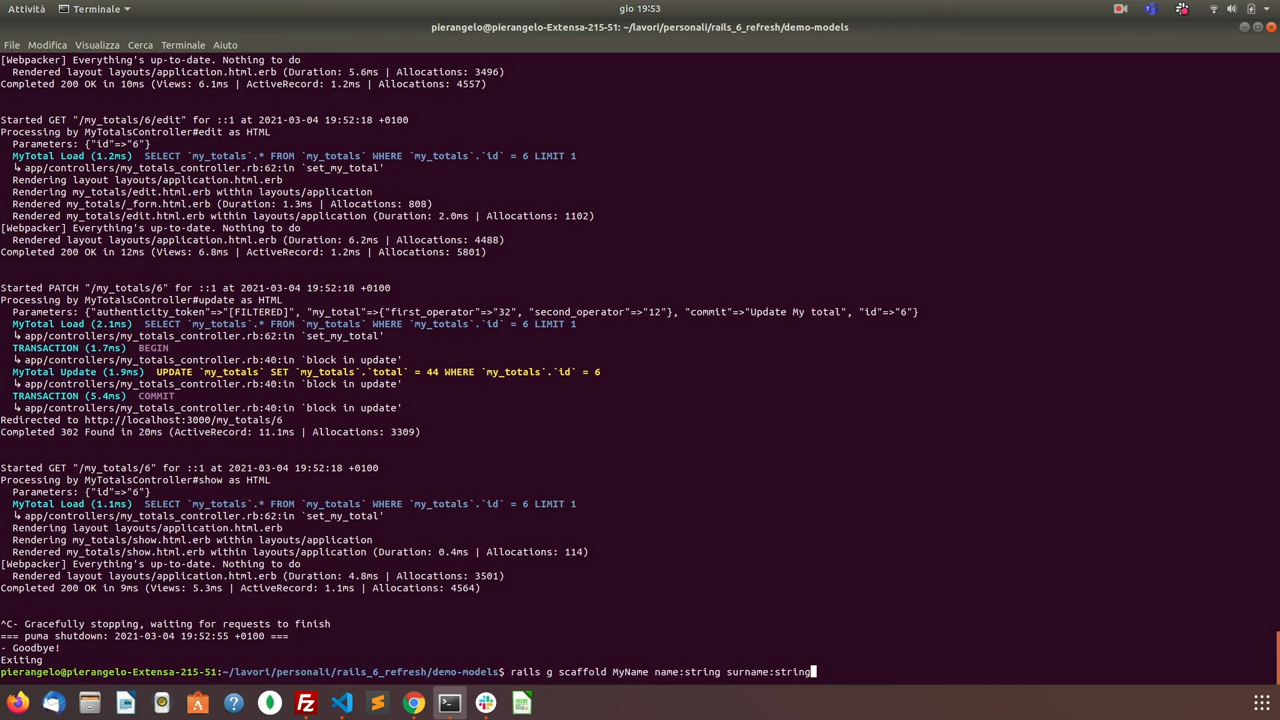 Attività Terminale gio 19:53
pierangelo@pierangelo-Extensa-215-51: ~/lavori/personali/rails_6_refresh/demo-models
File Modifica Visualizza Cerca Terminale Aiuto
[Webpacker] Everything's up-to-date. Nothing to do
  Rendered layout layouts/application.html.erb (Duration: 5.6ms | Allocations: 3496)
Completed 200 OK in 10ms (Views: 6.1ms | ActiveRecord: 1.2ms | Allocations: 4557)
Started GET "/my_totals/6/edit" for ::1 at 2021-03-04 19:52:18 +0100
Processing by MyTotalsController#edit as HTML
  Parameters: {"id"=>"6"}
  MyTotal Load (1.2ms)  SELECT `my_totals`.* FROM `my_totals` WHERE `my_totals`.`id` = 6 LIMIT 1
  ↳ app/controllers/my_totals_controller.rb:62:in `set_my_total'
  Rendering layout layouts/application.html.erb
  Rendering my_totals/edit.html.erb within layouts/application
  Rendered my_totals/_form.html.erb (Duration: 1.3ms | Allocations: 808)
  Rendered my_totals/edit.html.erb within layouts/application (Duration: 2.0ms | Allocations: 1102)
[Webpacker] Everything's up-to-date. Nothing to do
  Rendered layout layouts/application.html.erb (Duration: 6.2ms | Allocations: 4488)
Completed 200 OK in 12ms (Views: 6.8ms | ActiveRecord: 1.2ms | Allocations: 5801)
Started PATCH "/my_totals/6" for ::1 at 2021-03-04 19:52:18 +0100
Processing by MyTotalsController#update as HTML
  Parameters: {"authenticity_token"=>"[FILTERED]", "my_total"=>{"first_operator"=>"32", "second_operator"=>"12"}, "commit"=>"Update My total", "id"=>"6"}
  MyTotal Load (2.1ms)  SELECT `my_totals`.* FROM `my_totals` WHERE `my_totals`.`id` = 6 LIMIT 1
  ↳ app/controllers/my_totals_controller.rb:62:in `set_my_total'
  TRANSACTION (1.7ms)  BEGIN
  ↳ app/controllers/my_totals_controller.rb:40:in `block in update'
  MyTotal Update (1.9ms)  UPDATE `my_totals` SET `my_totals`.`total` = 44 WHERE `my_totals`.`id` = 6
  ↳ app/controllers/my_totals_controller.rb:40:in `block in update'
  TRANSACTION (5.4ms)  COMMIT
  ↳ app/controllers/my_totals_controller.rb:40:in `block in update'
Redirected to http://localhost:3000/my_totals/6
Completed 302 Found in 20ms (ActiveRecord: 11.1ms | Allocations: 3309)
Started GET "/my_totals/6" for ::1 at 2021-03-04 19:52:18 +0100
Processing by MyTotalsController#show as HTML
  Parameters: {"id"=>"6"}
  MyTotal Load (1.1ms)  SELECT `my_totals`.* FROM `my_totals` WHERE `my_totals`.`id` = 6 LIMIT 1
  ↳ app/controllers/my_totals_controller.rb:62:in `set_my_total'
  Rendering layout layouts/application.html.erb
  Rendering my_totals/show.html.erb within layouts/application
  Rendered my_totals/show.html.erb within layouts/application (Duration: 0.4ms | Allocations: 114)
[Webpacker] Everything's up-to-date. Nothing to do
  Rendered layout layouts/application.html.erb (Duration: 4.8ms | Allocations: 3501)
Completed 200 OK in 9ms (Views: 5.3ms | ActiveRecord: 1.1ms | Allocations: 4564)
^C- Gracefully stopping, waiting for requests to finish
=== puma shutdown: 2021-03-04 19:52:55 +0100 ===
- Goodbye!
Exiting
pierangelo@pierangelo-Extensa-215-51:~/lavori/personali/rails_6_refresh/demo-models$ rails g scaffold MyName name:string surname:string